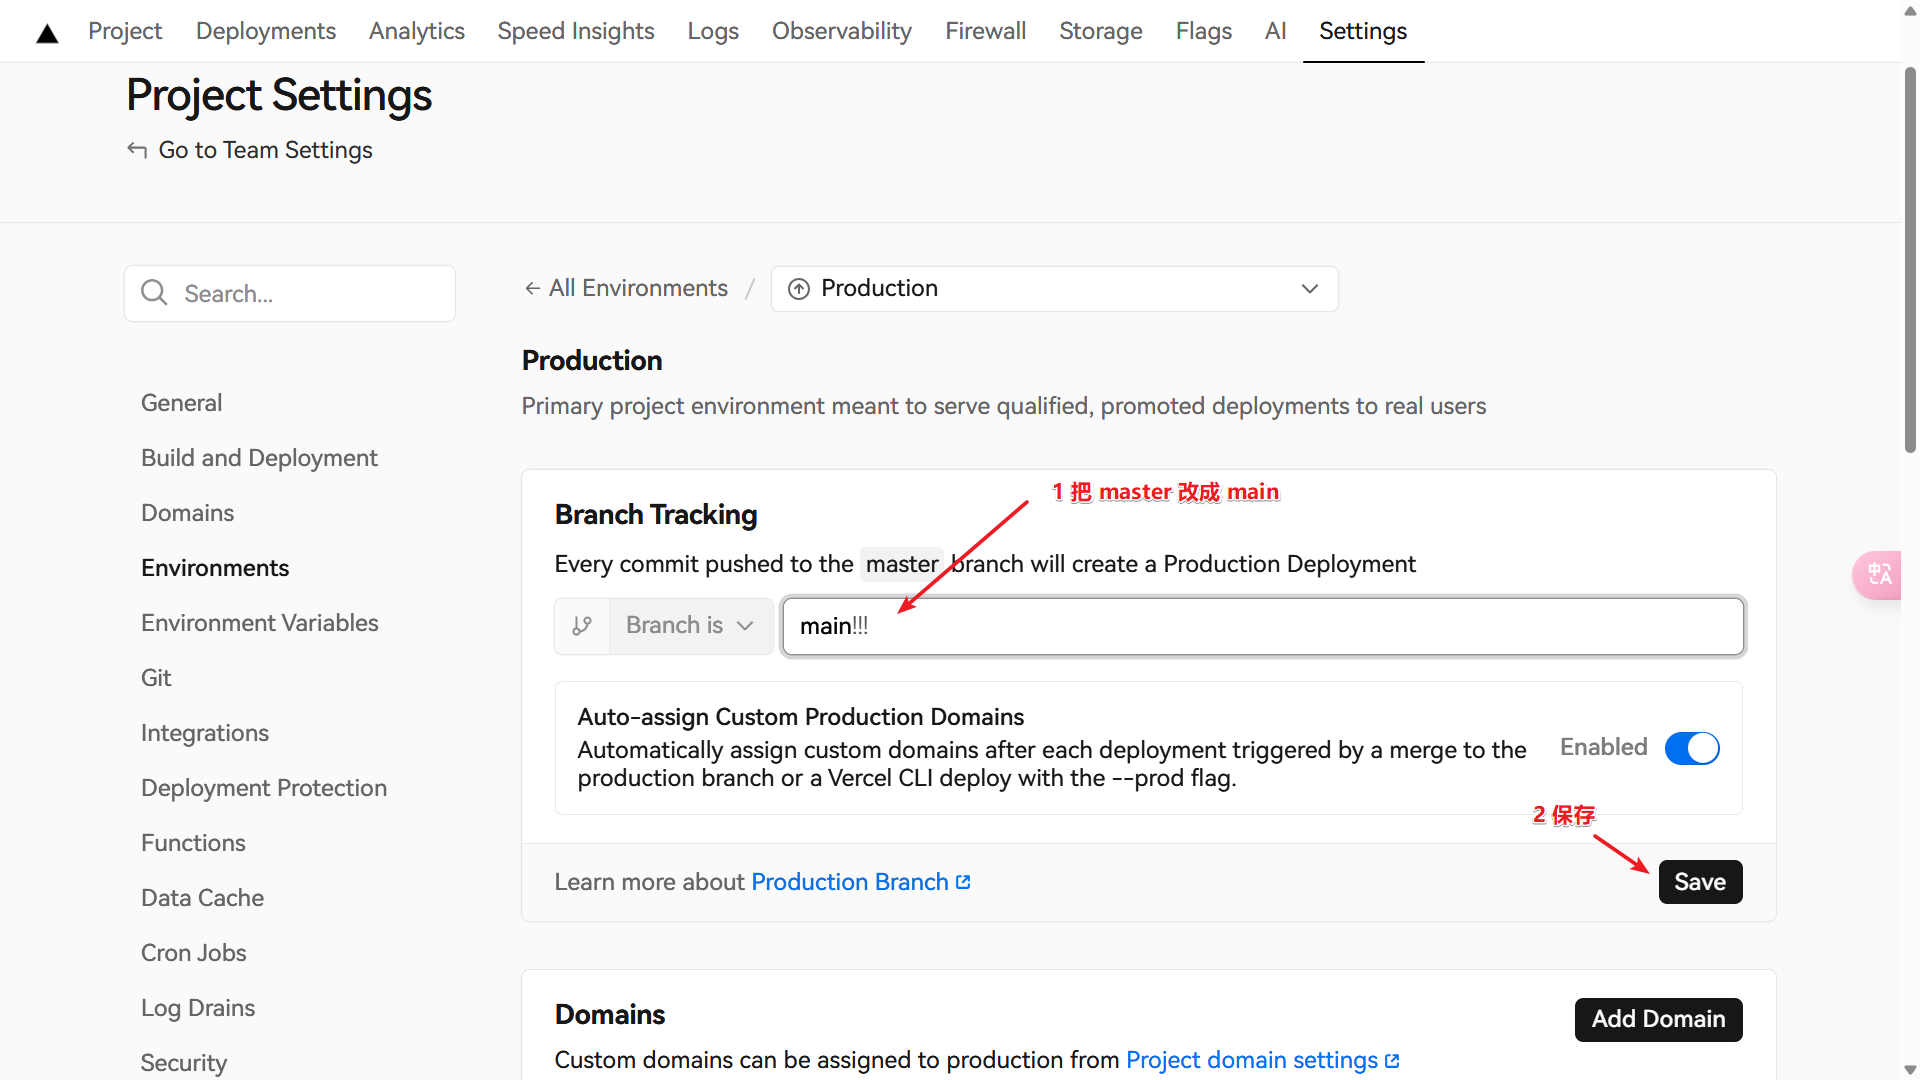 Project Deployments Analytics Speed Insights Logs Observability Firewall Storage Flags AI Settings
Project Settings
Go to Team Settings
Search...
General
Build and Deployment
Domains
Environments
Environment Variables
Git
Integrations
Deployment Protection
Functions
Data Cache
Cron Jobs
Log Drains
Security
← All Environments / Production
Production
Primary project environment meant to serve qualified, promoted deployments to real users
1 把 master 改成 main
Branch Tracking
Every commit pushed to the master branch will create a Production Deployment
Branch is main!!!
Auto-assign Custom Production Domains
Automatically assign custom domains after each deployment triggered by a merge to the
production branch or a Vercel CLI deploy with the --prod flag.
Enabled
2 保存
Learn more about Production Branch
Save
Domains
Add Domain
Custom domains can be assigned to production from Project domain settings
中A